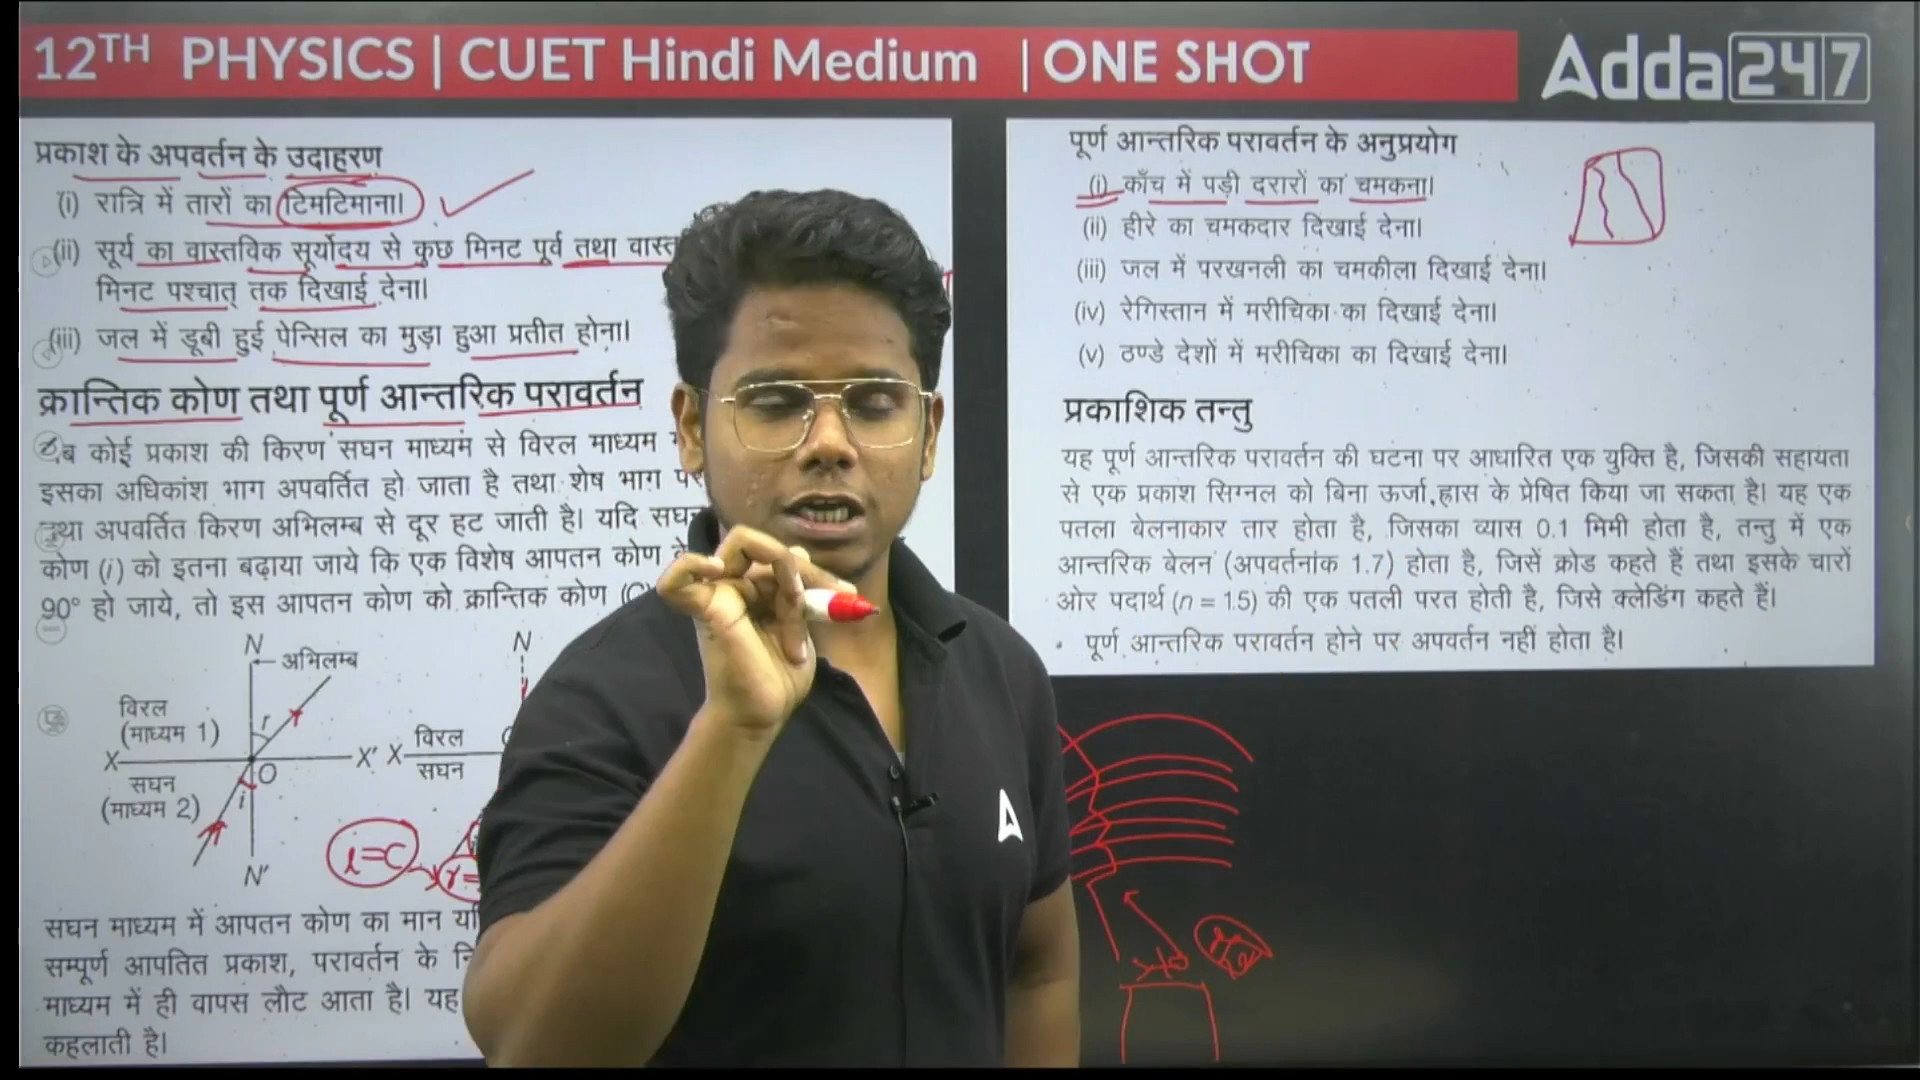 12TH PHYSICS | CUET Hindi Medium | ONE SHOT
Adda247
प्रकाश के अपवर्तन के उदाहरण
(i) रात्रि में तारों का टिमटिमाना।
(ii) सूर्य का वास्तविक सूर्योदय से कुछ मिनट पूर्व तथा
मिनट पश्चात् तक दिखाई देना।
(iii) जल में डूबी हुई पेन्सिल का मुड़ा हुआ प्रतीत होना।
क्रान्तिक कोण तथा पूर्ण आन्तरिक परावर्तन
कोई प्रकाश की किरण सघन माध्यम से विरल माध्यम
इसका अधिकांश भाग अपवर्तित हो जाता है तथा शेष भाग
तथा अपवर्तित किरण अभिलम्ब से दूर हट जाती है। यदि
कोण (i) को इतना बढ़ाया जाये कि एक विशेष आपतन कोण
90° हो जाये, तो इस आपतन कोण को क्रान्तिक कोण (C)
N
अभिलम्ब
विरल
(माध्यम 1)
r
X
X'
O
सघन
(माध्यम 2)
i
N'
N
X
विरल
सघन
i=C
r=
सघन माध्यम में आपतन कोण का मान
सम्पूर्ण आपतित प्रकाश, परावर्तन के
माध्यम में ही वापस लौट आता है। यह
कहलाती है।
पूर्ण आन्तरिक परावर्तन के अनुप्रयोग
(i) काँच में पड़ी दरारों का चमकना।
(ii) हीरे का चमकदार दिखाई देना।
(iii) जल में परखनली का चमकीला दिखाई देना।
(iv) रेगिस्तान में मरीचिका का दिखाई देना।
(v) ठण्डे देशों में मरीचिका का दिखाई देना।
प्रकाशिक तन्तु
यह पूर्ण आन्तरिक परावर्तन की घटना पर आधारित एक युक्ति है, जिसकी सहायता
से एक प्रकाश सिग्नल को बिना ऊर्जा ह्रास के प्रेषित किया जा सकता है। यह एक
पतला बेलनाकार तार होता है, जिसका व्यास 0.1 मिमी होता है, तन्तु में एक
आन्तरिक बेलन (अपवर्तनांक 1.7) होता है, जिसे क्रोड कहते हैं तथा इसके चारों
ओर पदार्थ (n = 1.5) की एक पतली परत होती है, जिसे क्लेडिंग कहते हैं।
• पूर्ण आन्तरिक परावर्तन होने पर अपवर्तन नहीं होता है।